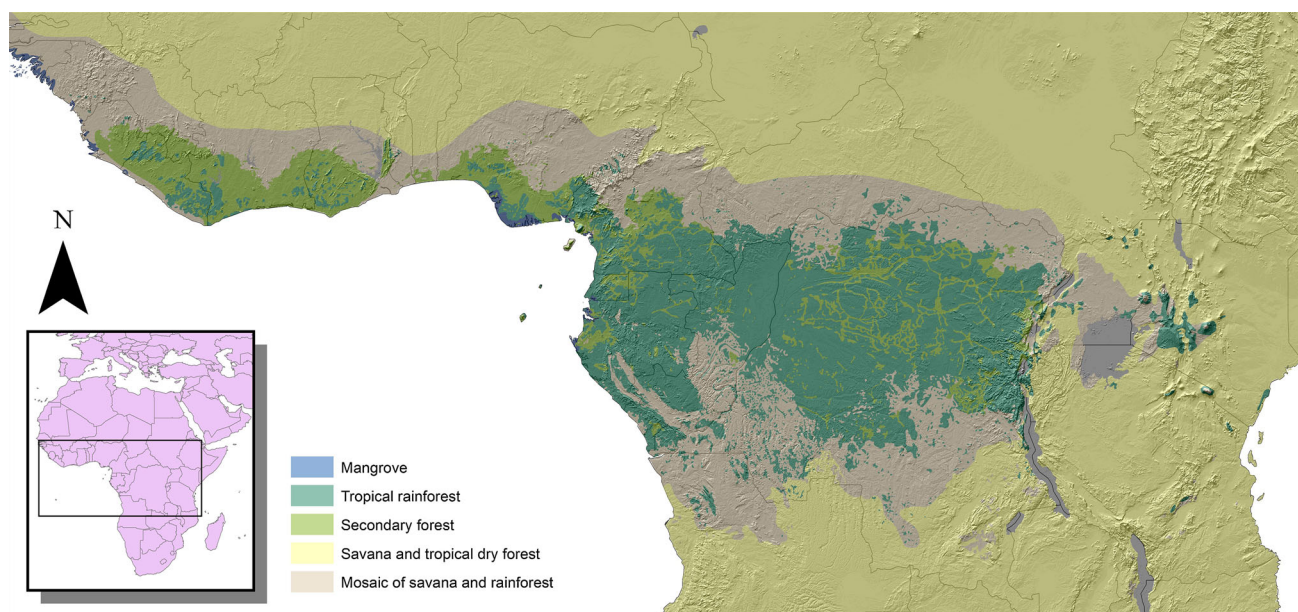 N
Mangrove
Tropical rainforest
Secondary forest
Savana and tropical dry forest
Mosaic of savana and rainforest